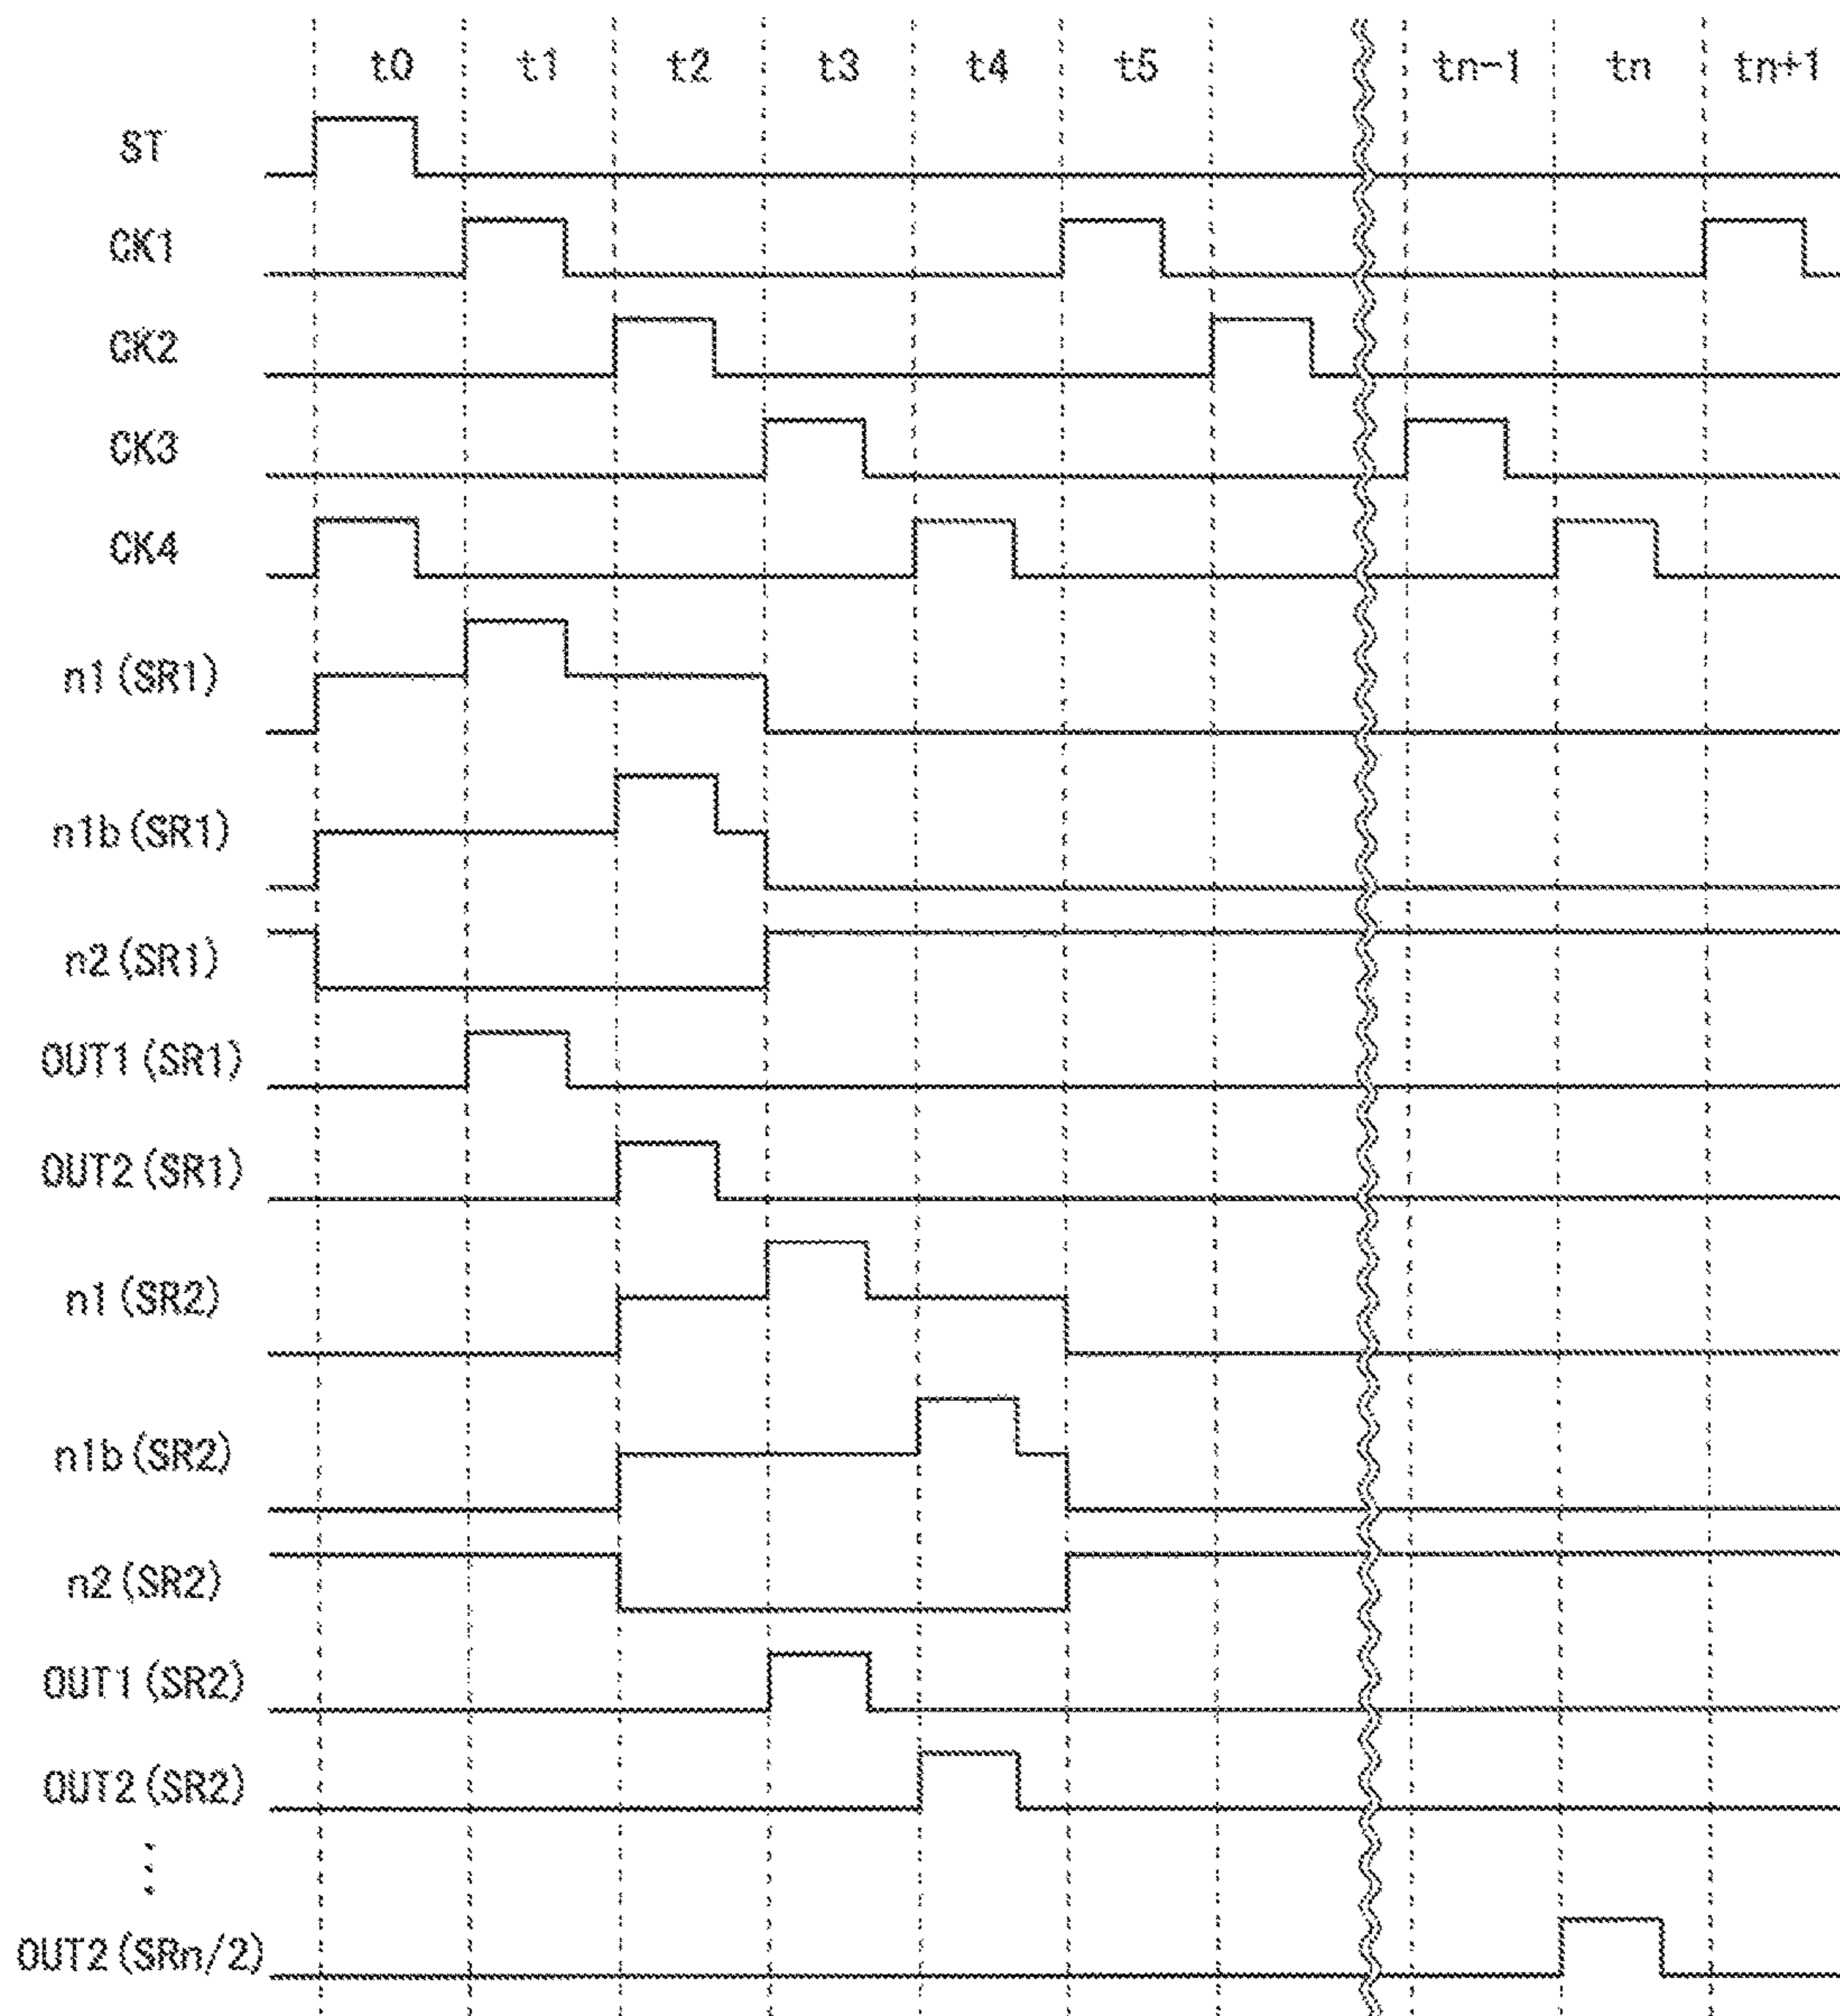 t0 t1 t2 t3 t4 t5 tn-1 tn tn+1
ST
CK1
CK2
CK3
CK4
n1(SR1)
n1b(SR1)
n2(SR1)
OUT1(SR1)
OUT2(SR1)
n1(SR2)
n1b(SR2)
n2(SR2)
OUT1(SR2)
OUT2(SR2)
OUT2(SRn/2)